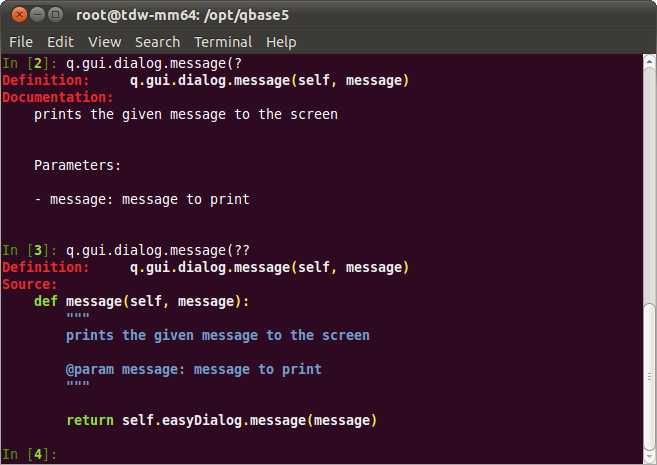 root@tdw-mm64: /opt/qbase5
File Edit View Search Terminal Help
In [2]: q.gui.dialog.message(?
Definition: q.gui.dialog.message(self, message)
Documentation:
prints the given message to the screen
Parameters:
- message: message to print
In [3]: q.gui.dialog.message(??
Definition: q.gui.dialog.message(self, message)
Source:
def message(self, message):
"""
prints the given message to the screen
@param message: message to print
"""
return self.easyDialog.message(message)
In [4]: